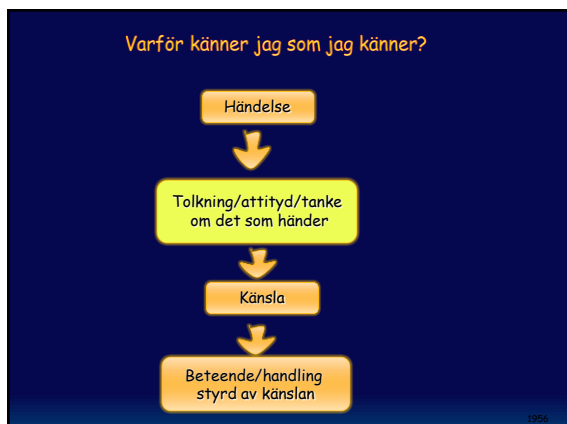 Varför känner jag som jag känner?
Händelse
Tolkning/attityd/tanke
om det som händer
Känsla
Beteende/handling
styrd av känslan
1956